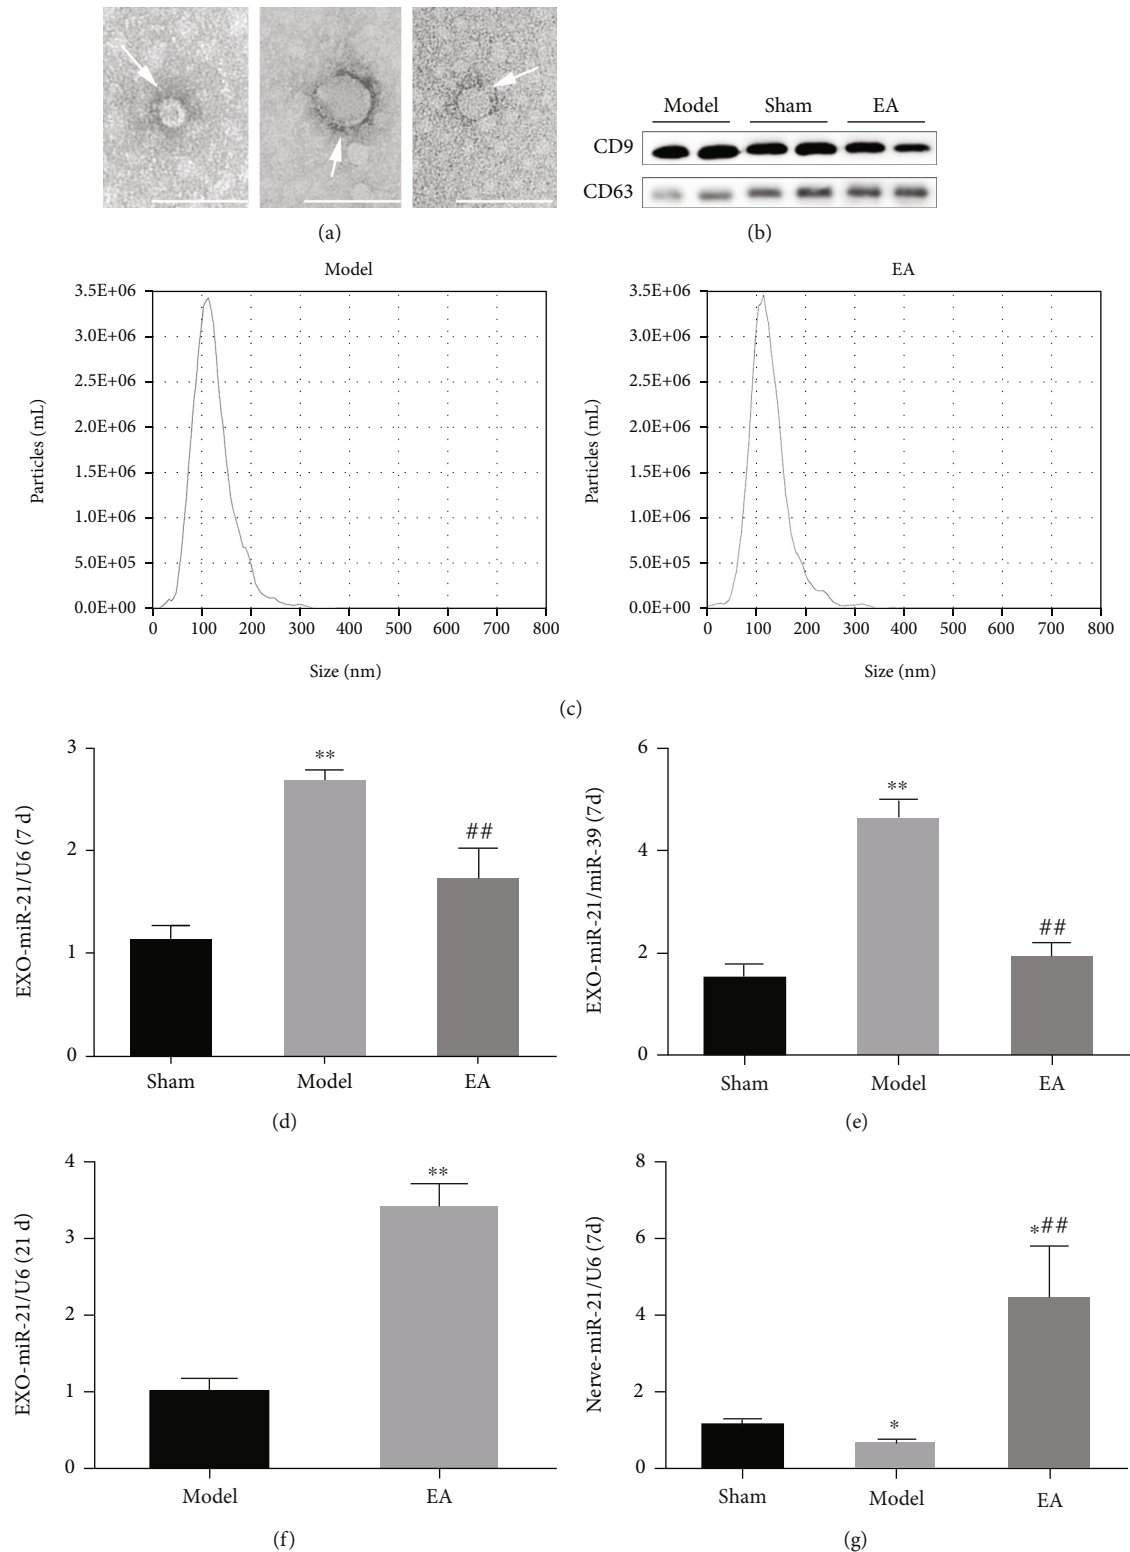 Model Sham EA
CD9
CD63
(a) (b)
Model
3.5E+06
3.0E+06
2.5E+06
2.0E+06
1.5E+06
1.0E+06
5.0E+05
0.0E+00
Particles (mL)
0 100 200 300 400 500 600 700 800
Size (nm)
EA
3.5E+06
3.0E+06
2.5E+06
2.0E+06
1.5E+06
1.0E+06
5.0E+05
0.0E+00
Particles (mL)
0 100 200 300 400 500 600 700 800
Size (nm)
(c)
EXO-miR-21/U6 (7 d)
3
2
1
0
**
##
Sham Model EA
(d)
EXO-miR-21/miR-39 (7d)
6
4
2
0
**
##
Sham Model EA
(e)
EXO-miR-21/U6 (21 d)
4
3
2
1
0
**
Model EA
(f)
Nerve-miR-21/U6 (7d)
8
6
4
2
0
*
*##
Sham Model EA
(g)